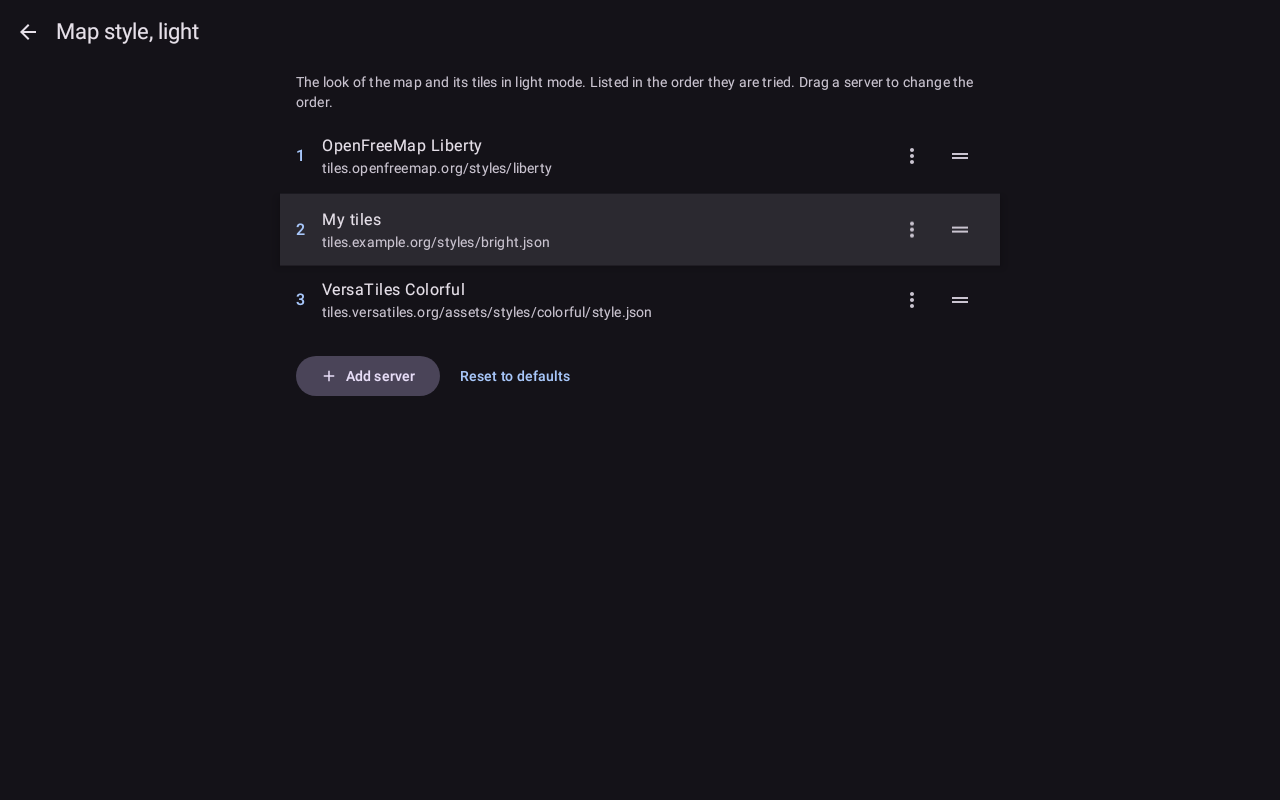 Map style, light
The look of the map and its tiles in light mode. Listed in the order they are tried. Drag a server to change the
order.
1
OpenFreeMap Liberty
tiles.openfreemap.org/styles/liberty
2
My tiles
tiles.example.org/styles/bright.json
3
VersaTiles Colorful
tiles.versatiles.org/assets/styles/colorful/style.json
Add server
Reset to defaults